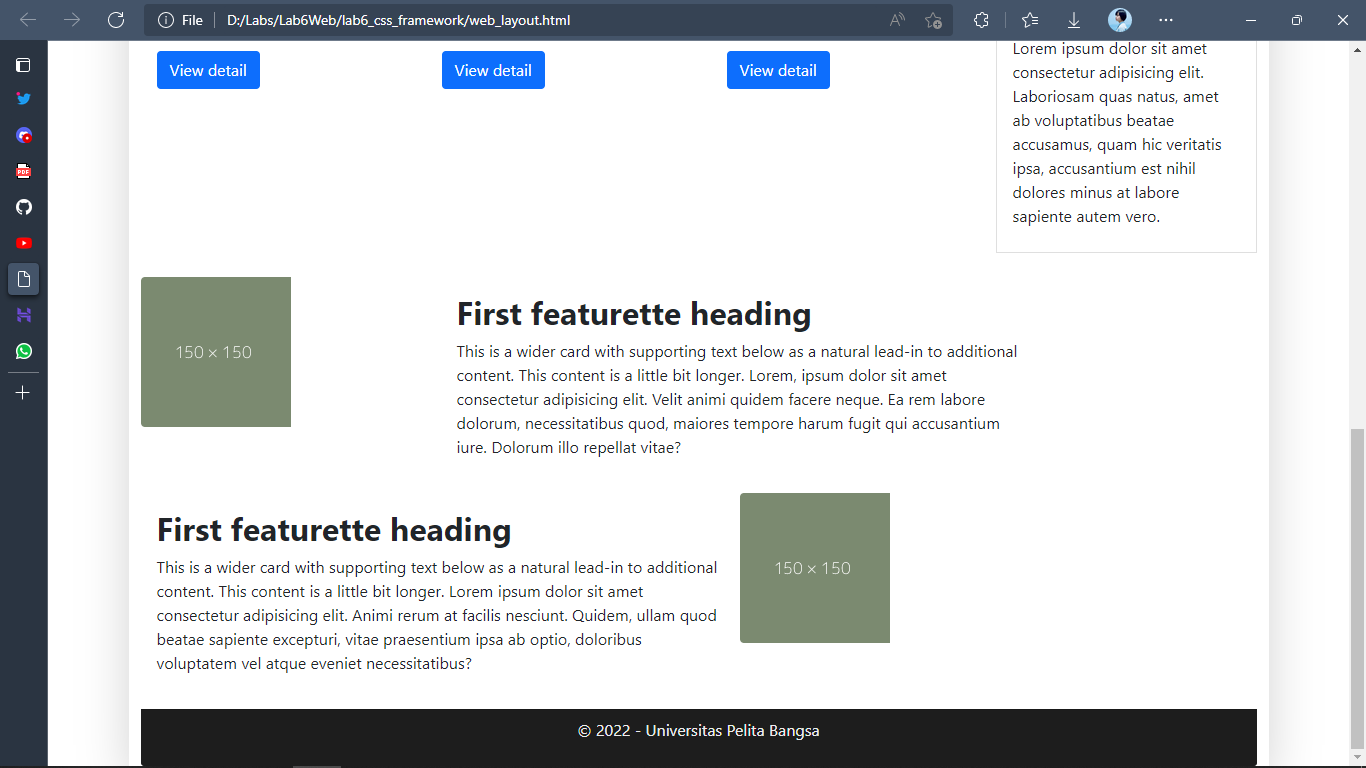 File
D:/Labs/Lab6Web/lab6_css_framework/web_layout.html
View detail
View detail
View detail
Lorem ipsum dolor sit amet
consectetur adipisicing elit.
Laboriosam quas natus, amet
ab voluptatibus beatae
accusamus, quam hic veritatis
ipsa, accusantium est nihil
dolores minus at labore
sapiente autem vero.
150 × 150
First featurette heading
This is a wider card with supporting text below as a natural lead-in to additional
content. This content is a little bit longer. Lorem, ipsum dolor sit amet
consectetur adipisicing elit. Velit animi quidem facere neque. Ea rem labore
dolorum, necessitatibus quod, maiores tempore harum fugit qui accusantium
iure. Dolorum illo repellat vitae?
First featurette heading
This is a wider card with supporting text below as a natural lead-in to additional
content. This content is a little bit longer. Lorem ipsum dolor sit amet
consectetur adipisicing elit. Animi rerum at facilis nesciunt. Quidem, ullam quod
beatae sapiente excepturi, vitae praesentium ipsa ab optio, doloribus
voluptatem vel atque eveniet necessitatibus?
150 × 150
© 2022 - Universitas Pelita Bangsa
PDF